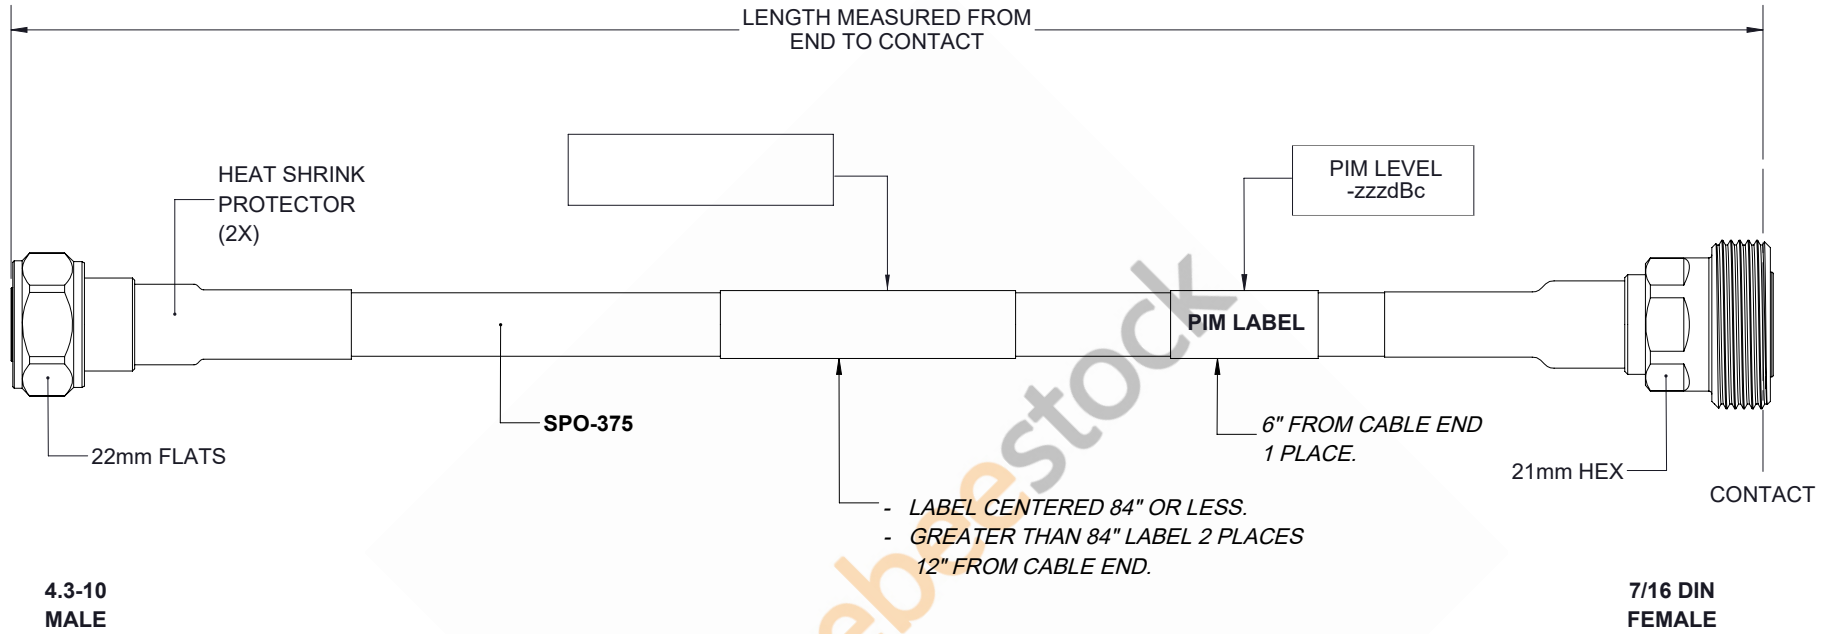 LENGTH MEASURED FROM
END TO CONTACT
HEAT SHRINK
PROTECTOR
(2X)
PIM LEVEL
-zzzdBc
PIM LABEL
SPO-375
22mm FLATS
6" FROM CABLE END
1 PLACE.
21mm HEX
CONTACT
- LABEL CENTERED 84" OR LESS.
- GREATER THAN 84" LABEL 2 PLACES
12" FROM CABLE END.
4.3-10
MALE
7/16 DIN
FEMALE
ebeestock